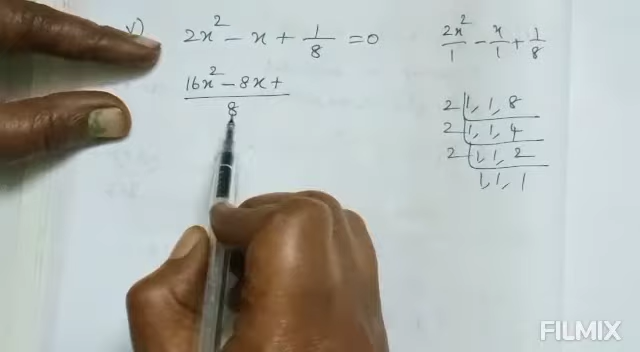 v) 2x² - x + 1/8 = 0
16x² - 8x +
8
2x²/1 - x/1 + 1/8
2 | 1, 1, 8
2 | 1, 1, 4
2 | 1, 1, 2
1, 1, 1
FILMIX